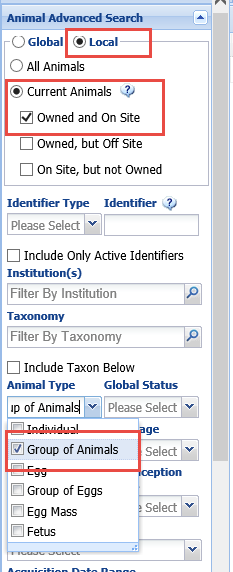 Animal Advanced Search
Global Local
All Animals
Current Animals ?
Owned and On Site
Owned, but Off Site
On Site, but not Owned
Identifier Type Identifier ?
Please Select
Include Only Active Identifiers
Institution(s)
Filter By Institution
Taxonomy
Filter By Taxonomy
Include Taxon Below
Animal Type Global Status
up of Animals Please Select
Individual
Group of Animals
Please Select
Egg
Group of Eggs
Please Select
Egg Mass
Fetus
Please Select
Acquisition Date Range